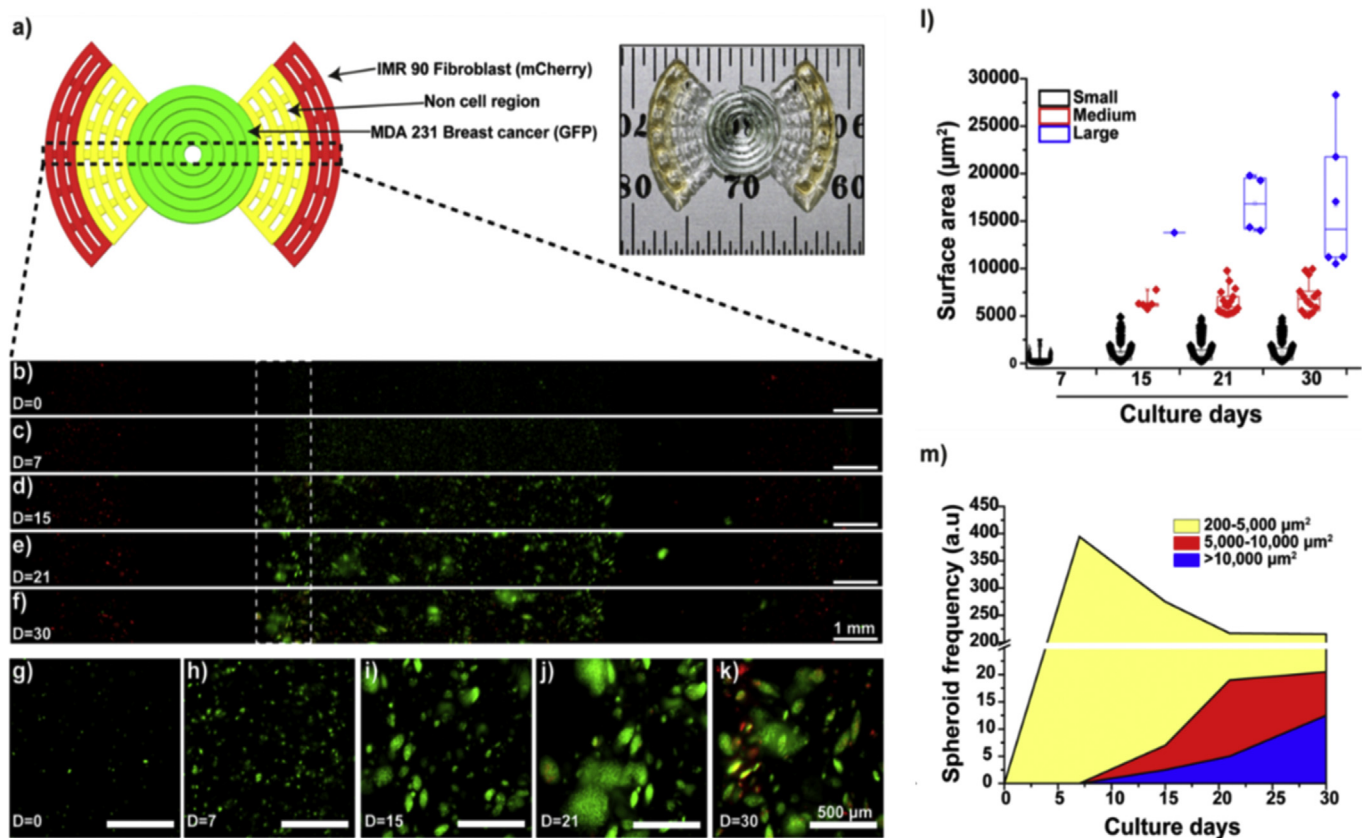 a)
IMR 90 Fibroblast (mCherry)
Non cell region
MDA 231 Breast cancer (GFP)
80
70
60
b)
D=0
c)
D=7
d)
D=15
e)
D=21
f)
D=30
1 mm
g)
D=0
h)
D=7
i)
D=15
j)
D=21
k)
D=30
500 µm
l)
Surface area (µm²)
30000
25000
20000
15000
10000
5000
0
Small
Medium
Large
7
15
21
30
Culture days
m)
Spheroid frequency (a.u)
450
400
350
300
250
200
20
15
10
5
0
200-5,000 µm²
5,000-10,000 µm²
>10,000 µm²
0
5
10
15
20
25
30
Culture days